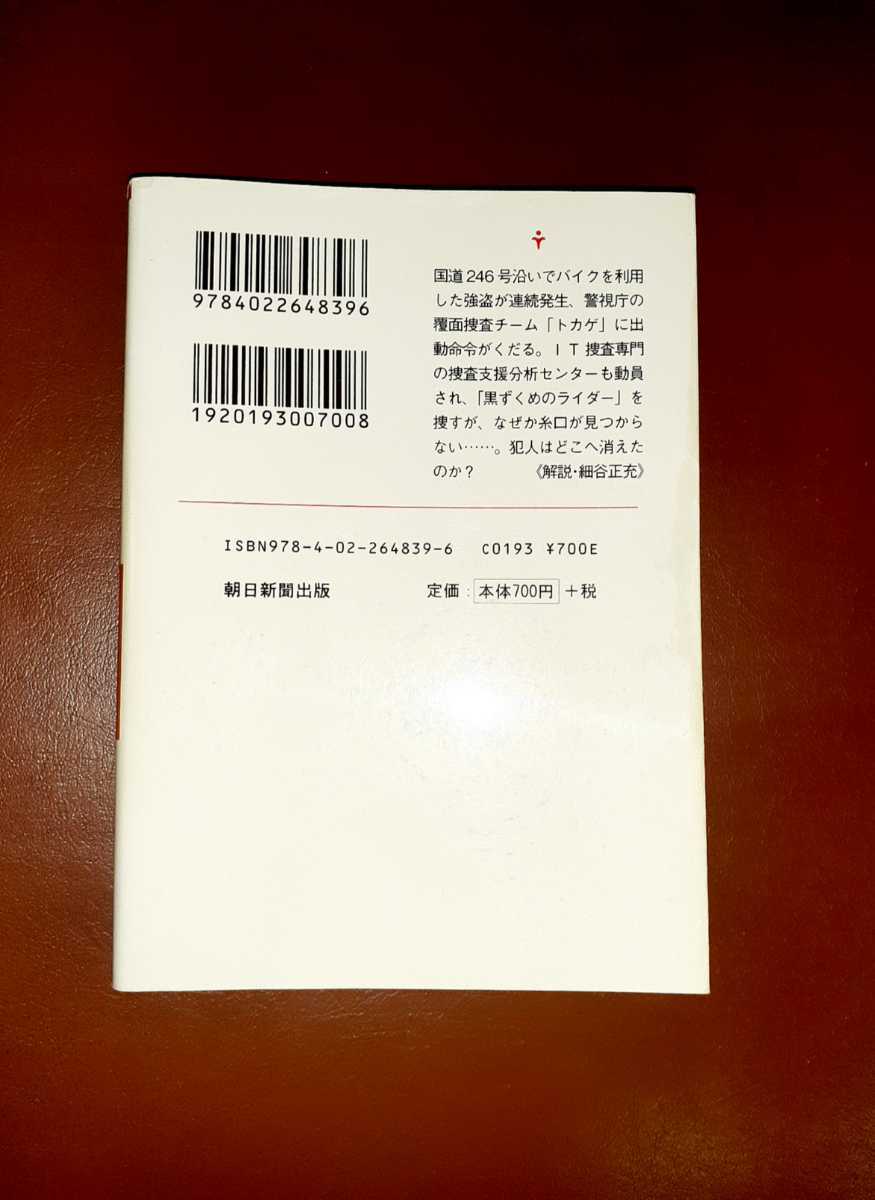 9784022648396
1920193007008
国道246号沿いでバイクを利用
した強盗が連続発生、警視庁の
覆面捜査チーム「トカゲ」に出
動命令がくだる。ＩＴ捜査専門
の捜査支援分析センターも動員
され、「黒ずくめのライダー」を
捜すが、なぜか糸口が見つから
ない……。犯人はどこへ消えた
のか？ 《解説・細谷正充》
ISBN978-4-02-264839-6 C0193 ¥700E
朝日新聞出版 定価：本体700円＋税